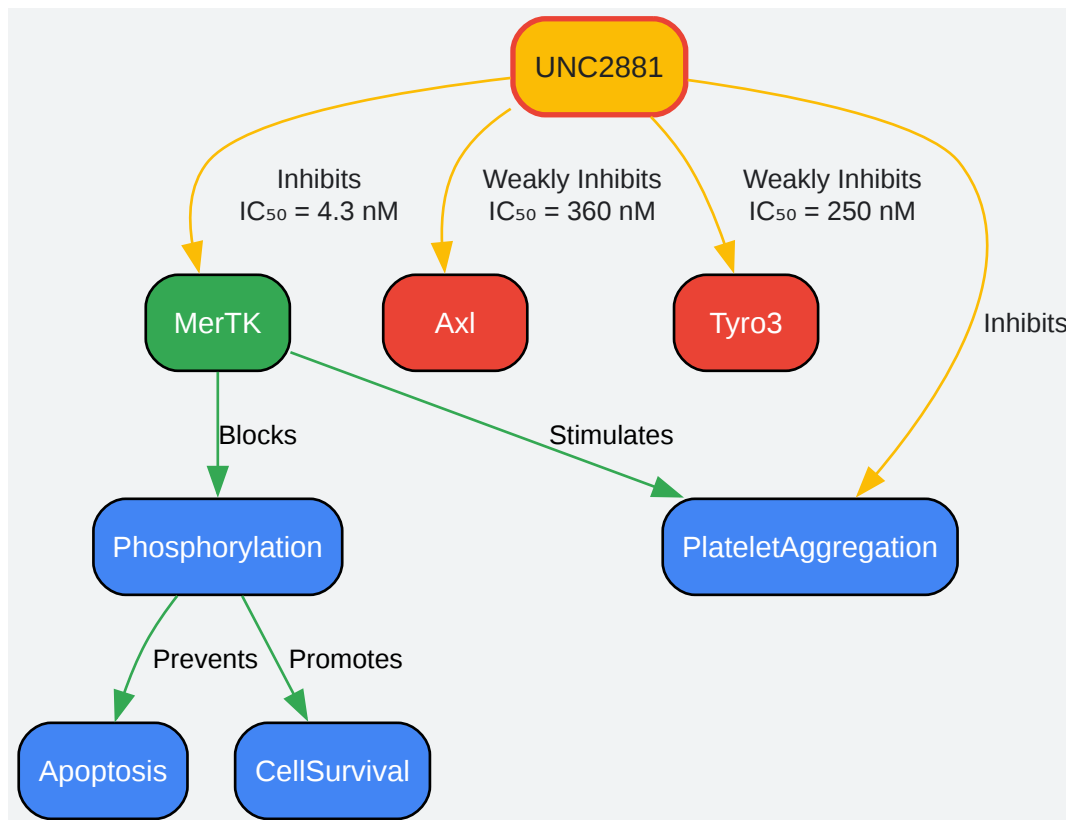 UNC2881
Inhibits
IC₅₀ = 4.3 nM
Weakly Inhibits
IC₅₀ = 360 nM
Weakly Inhibits
IC₅₀ = 250 nM
MerTK
Axl
Tyro3
Inhibits
Blocks
Stimulates
Phosphorylation
PlateletAggregation
Prevents
Promotes
Apoptosis
CellSurvival